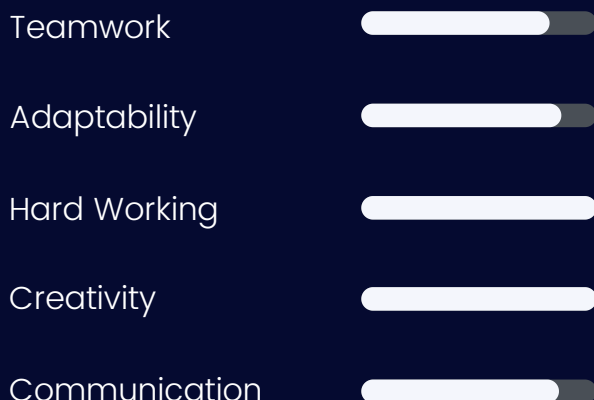 Teamwork
Adaptability
Hard Working
Creativity
Communication